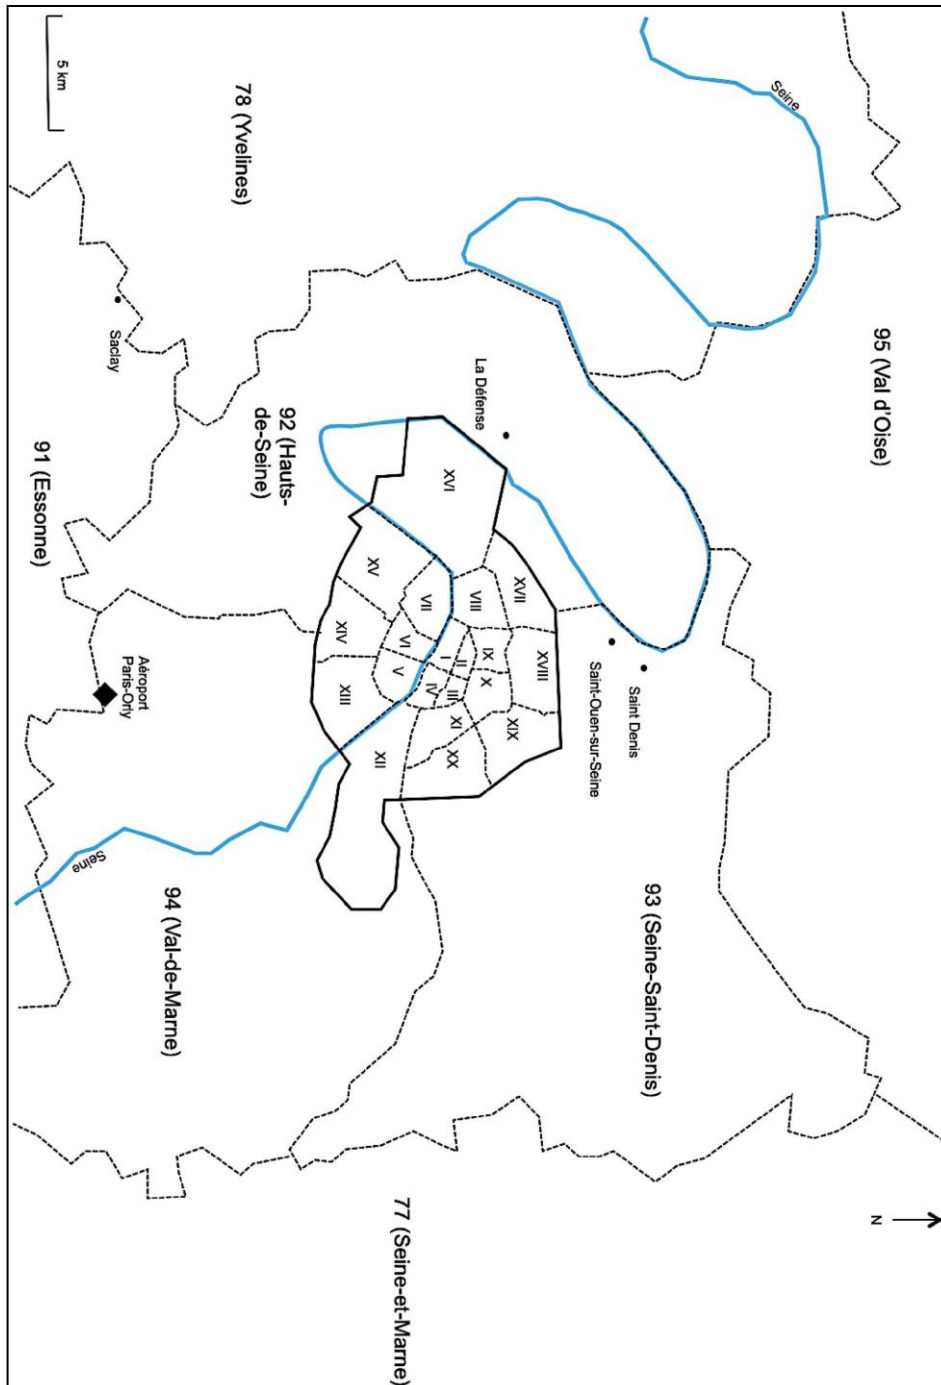 95 (Val d'Oise)
N
Seine
93 (Seine-Saint-Denis)
Saint Denis
Saint-Ouen-sur-Seine
XVIII
XVII
XIX
La Défense
IX
X
VIII
II
III
XI
XX
XVI
I
IV
VII
VI
V
77 (Seine-et-Marne)
XII
XV
XIV
XIII
92 (Hauts-
de-Seine)
78 (Yvelines)
94 (Val-de-Marne)
Aéroport
Paris-Orly
Saclay
Seine
5 km
91 (Essonne)